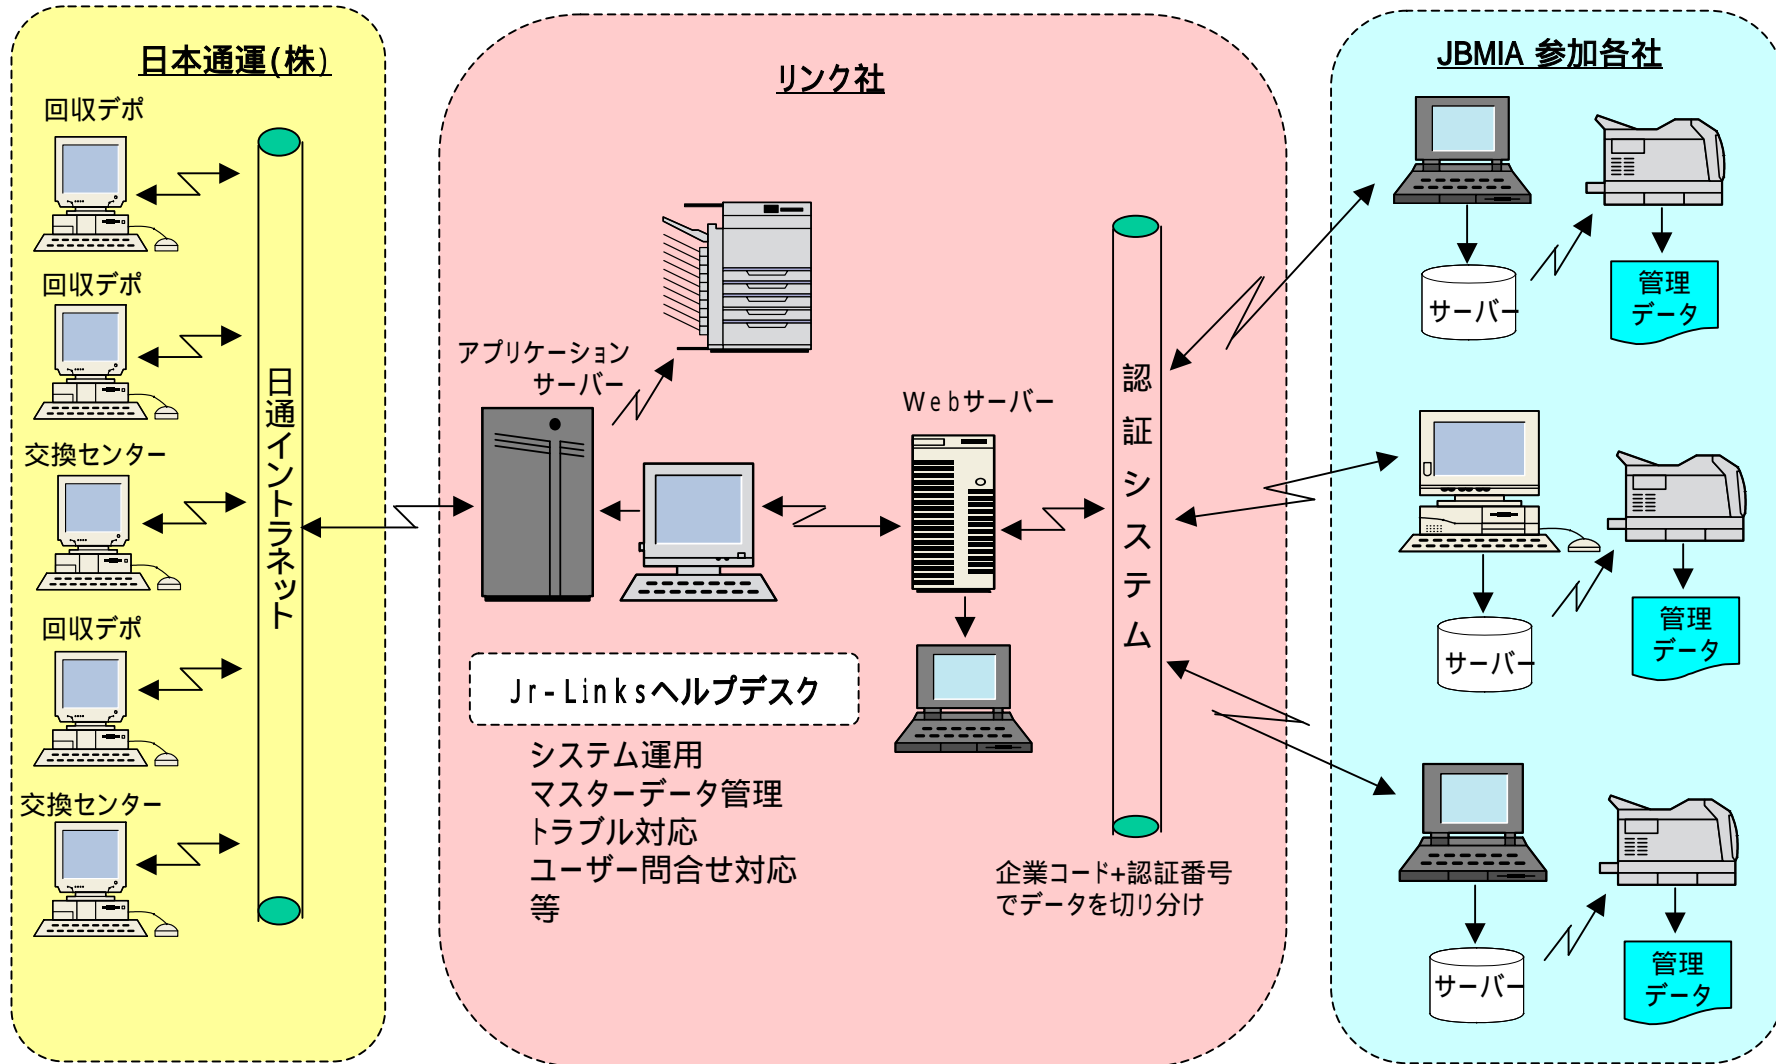 日本通運(株)
回収デポ
回収デポ
交換センター
回収デポ
交換センター
日通イントラネット
リンク社
アプリケーション
サーバー
Webサーバー
Jr-Linksヘルプデスク
システム運用
マスターデータ管理
トラブル対応
ユーザー問合せ対応
等
認証システム
企業コード+認証番号
でデータを切り分け
JBMIA 参加各社
サーバー
管理
データ
サーバー
管理
データ
サーバー
管理
データ